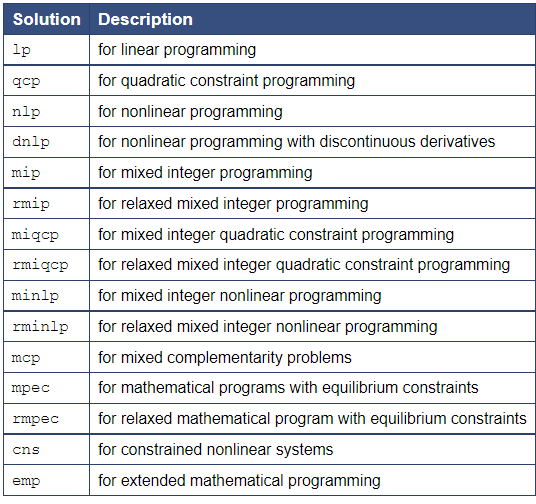 Solution Description
lp for linear programming
qcp for quadratic constraint programming
nlp for nonlinear programming
dnlp for nonlinear programming with discontinuous derivatives
mip for mixed integer programming
rmip for relaxed mixed integer programming
miqcp for mixed integer quadratic constraint programming
rmiqcp for relaxed mixed integer quadratic constraint programming
minlp for mixed integer nonlinear programming
rminlp for relaxed mixed integer nonlinear programming
mcp for mixed complementarity problems
mpec for mathematical programs with equilibrium constraints
rmpec for relaxed mathematical program with equilibrium constraints
cns for constrained nonlinear systems
emp for extended mathematical programming